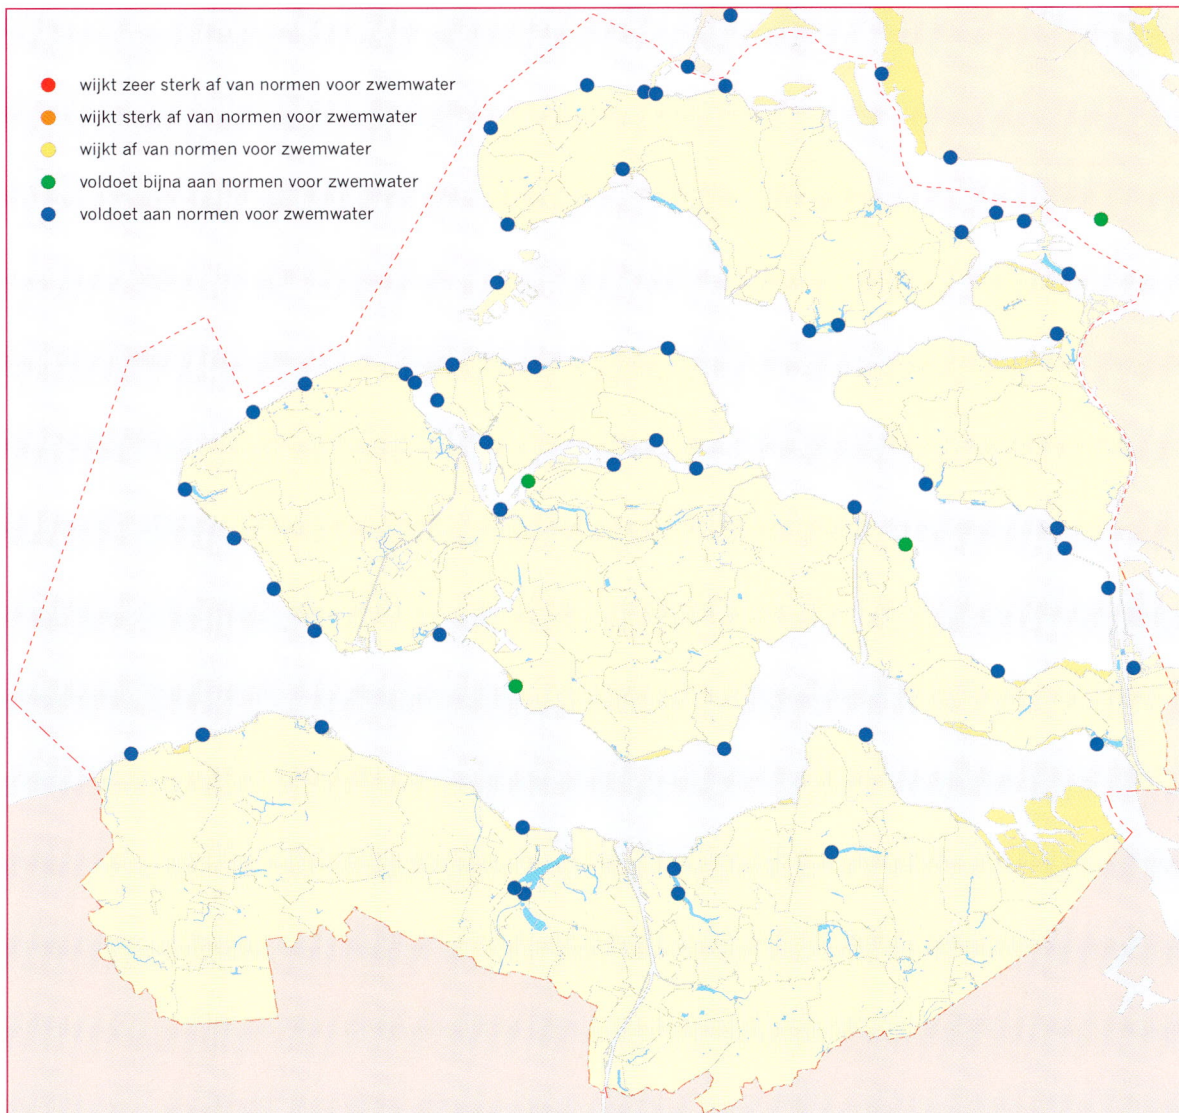 wijkt zeer sterk af van normen voor zwemwater
wijkt sterk af van normen voor zwemwater
wijkt af van normen voor zwemwater
voldoet bijna aan normen voor zwemwater
voldoet aan normen voor zwemwater